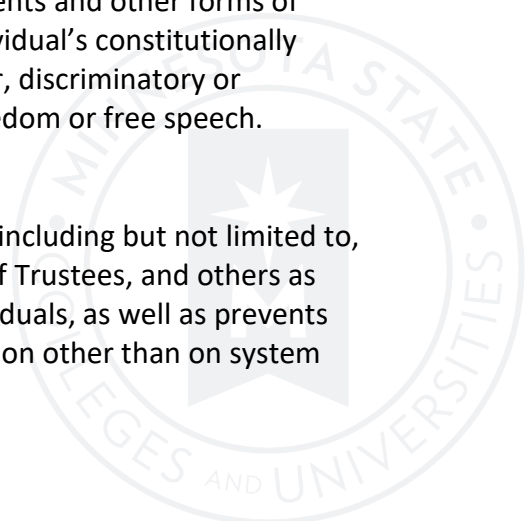 ents and other forms of
vidual’s constitutionally
, discriminatory or
edom or free speech.
including but not limited to,
f Trustees, and others as
duals, as well as prevents
on other than on system
MINNESOTA STATE
COLLEGES AND UNIVERSITIES